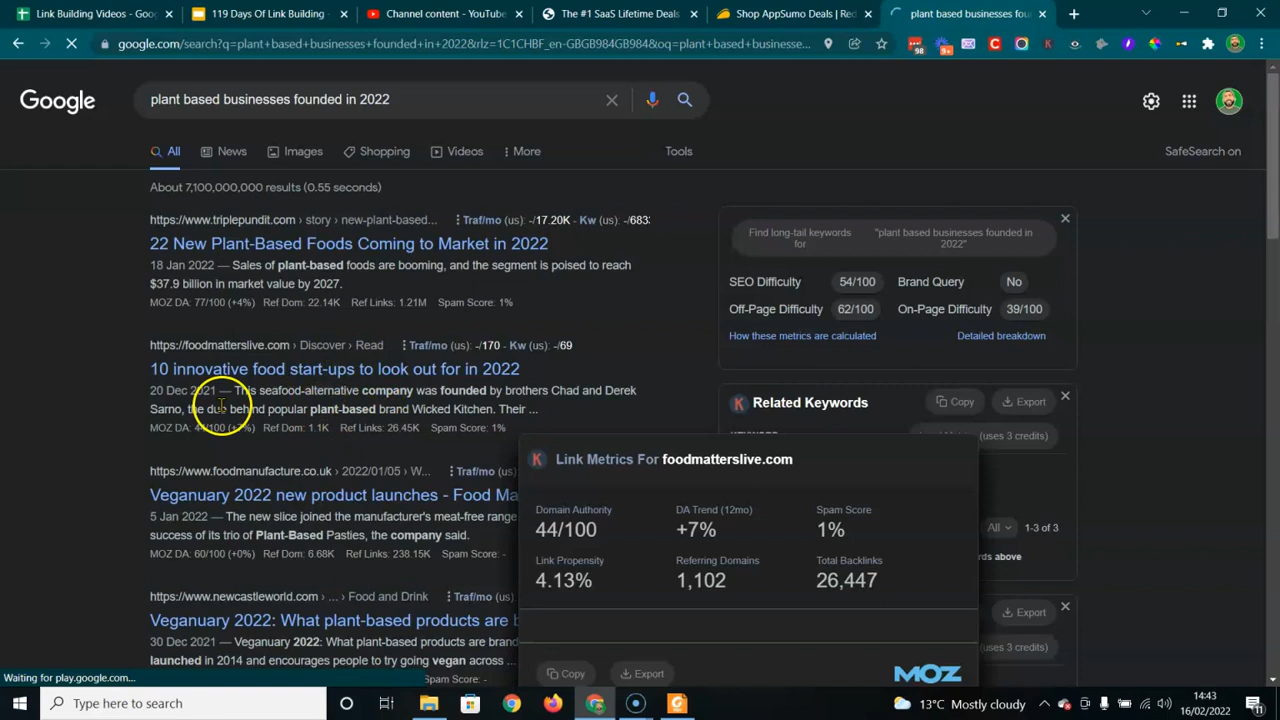 Link Building Videos - Goo
119 Days Of Link Building -
Channel content - YouTube
The #1 SaaS Lifetime Deals |
Shop AppSumo Deals | Red
plant based businesses fou
google.com/search?q=plant+based+businesses+founded+in+2022&rlz=1C1CHBF_en-GBGB984GB984&oq=plant+based+businesse...
98
9+
Google
plant based businesses founded in 2022
All
News
Images
Shopping
Videos
More
Tools
SafeSearch on
About 7,100,000,000 results (0.55 seconds)
https://www.triplepundit.com › story › new-plant-based...
Traf/mo (us): -/17.20K - Kw (us): -/683
22 New Plant-Based Foods Coming to Market in 2022
18 Jan 2022 — Sales of plant-based foods are booming, and the segment is poised to reach
$37.9 billion in market value by 2027.
MOZ DA: 77/100 (+4%) Ref Dom: 22.14K Ref Links: 1.21M Spam Score: 1%
https://foodmatterslive.com › Discover › Read
Traf/mo (us): -/170 - Kw (us): -/69
10 innovative food start-ups to look out for in 2022
20 Dec 2021 — This seafood-alternative company was founded by brothers Chad and Derek
Sarno, the duo behind popular plant-based brand Wicked Kitchen. Their ...
MOZ DA: 44/100 (+7%) Ref Dom: 1.1K Ref Links: 26.45K Spam Score: 1%
https://www.foodmanufacture.co.uk › 2022/01/05 › W...
Traf/mo (us):
Veganuary 2022 new product launches - Food Ma
5 Jan 2022 — The new slice joined the manufacturer's meat-free range
success of its trio of Plant-Based Pasties, the company said.
MOZ DA: 60/100 (+0%) Ref Dom: 6.68K Ref Links: 238.15K Spam Score: -
https://www.newcastleworld.com › ... › Food and Drink
Traf/mo (us):
Veganuary 2022: What plant-based products are b
30 Dec 2021 — Veganuary 2022: What plant-based products are bran
launched in 2014 and encourages people to try going vegan across ...
Find long-tail keywords for
"plant based businesses founded in 2022"
SEO Difficulty 54/100 Brand Query No
Off-Page Difficulty 62/100 On-Page Difficulty 39/100
How these metrics are calculated
Detailed breakdown
K Related Keywords
Copy
Export
(uses 3 credits)
All
1-3 of 3
rds above
Export
(uses 3 credits)
K Link Metrics For foodmatterslive.com
Domain Authority DA Trend (12mo) Spam Score
44/100 +7% 1%
Link Propensity Referring Domains Total Backlinks
4.13% 1,102 26,447
Copy
Export
MOZ
Waiting for play.google.com...
Type here to search
13°C Mostly cloudy
14:43
16/02/2022
11